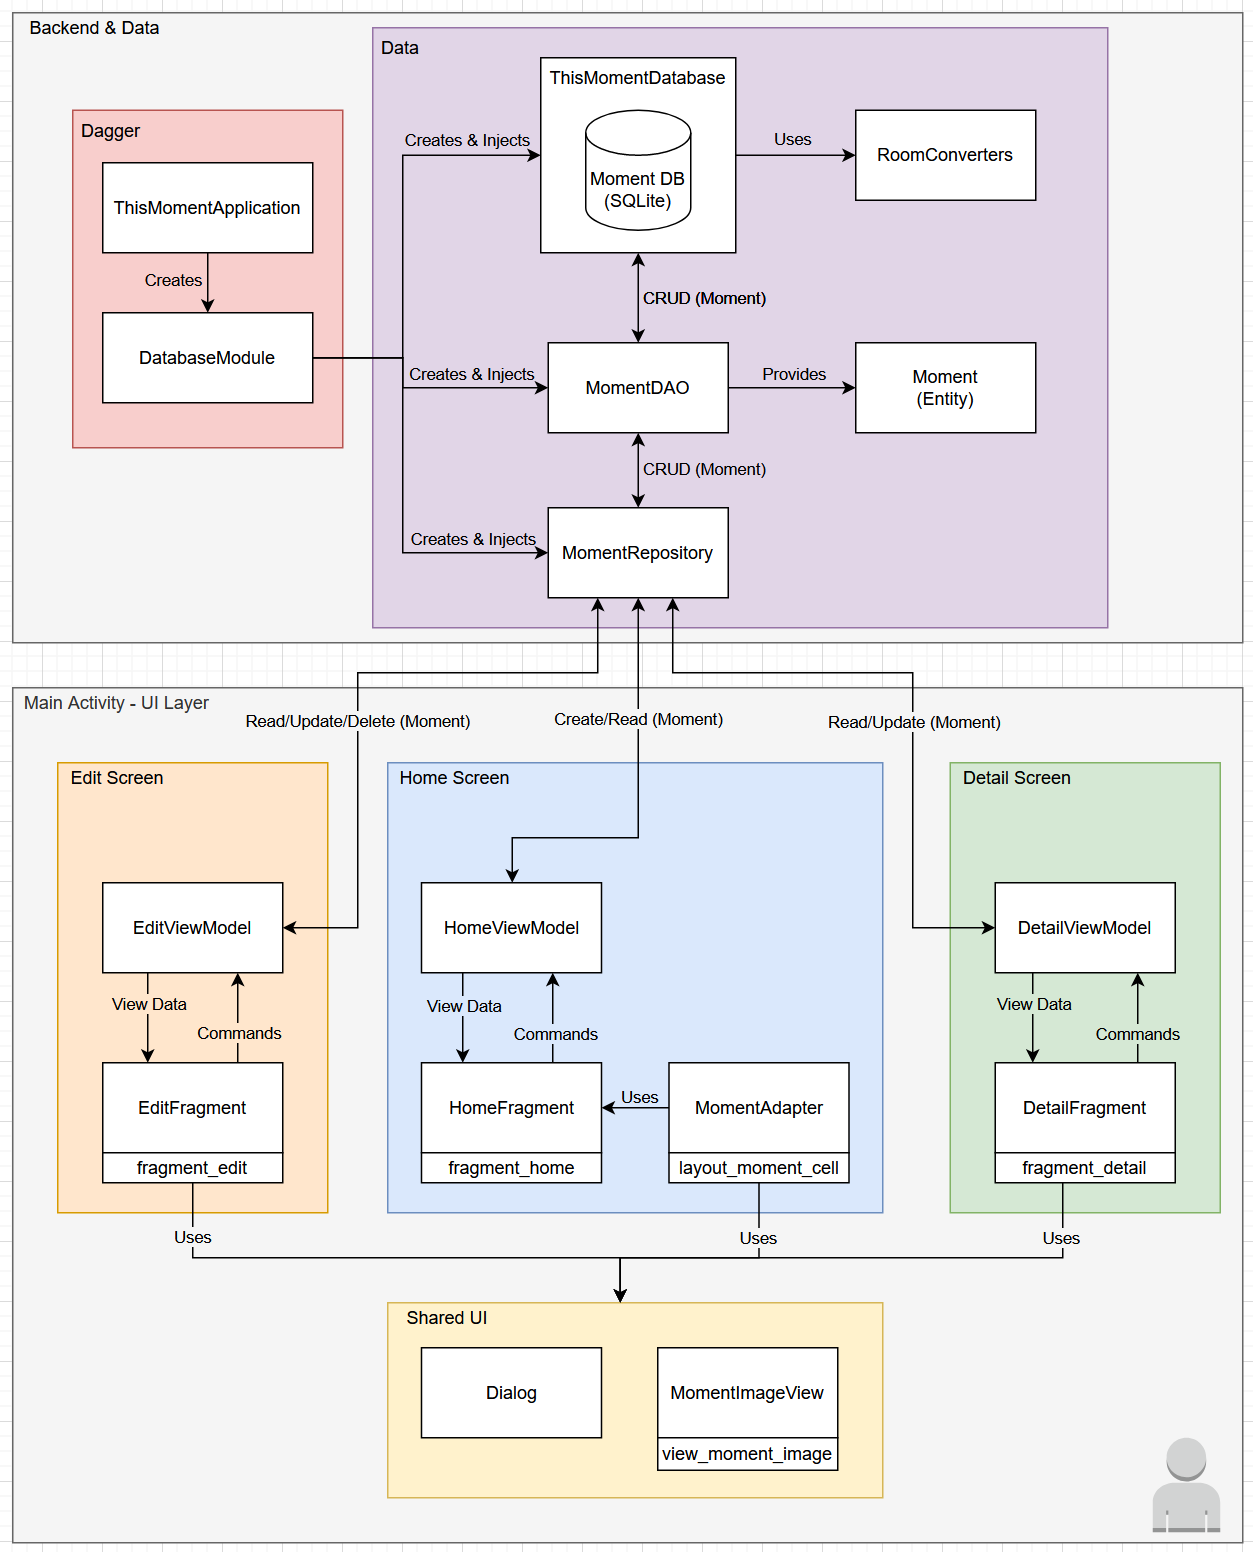 Backend & Data
Data
ThisMomentDatabase
Dagger
Creates & Injects
Uses
Moment DB
(SQLite)
RoomConverters
ThisMomentApplication
Creates
CRUD (Moment)
DatabaseModule
Creates & Injects
MomentDAO
Provides
Moment
(Entity)
CRUD (Moment)
Creates & Injects
MomentRepository
Main Activity - UI Layer
Read/Update/Delete (Moment)
Create/Read (Moment)
Read/Update (Moment)
Edit Screen
Home Screen
Detail Screen
EditViewModel
HomeViewModel
DetailViewModel
View Data
Commands
View Data
Commands
View Data
Commands
EditFragment
fragment_edit
HomeFragment
fragment_home
Uses
MomentAdapter
layout_moment_cell
DetailFragment
fragment_detail
Uses
Uses
Uses
Shared UI
Dialog
MomentImageView
view_moment_image